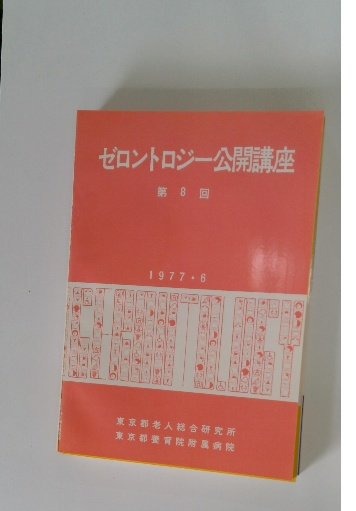 ゼロントロジー公開講座
第 8 回
1977・6
東京都老人総合研究所
東京都養育院附属病院